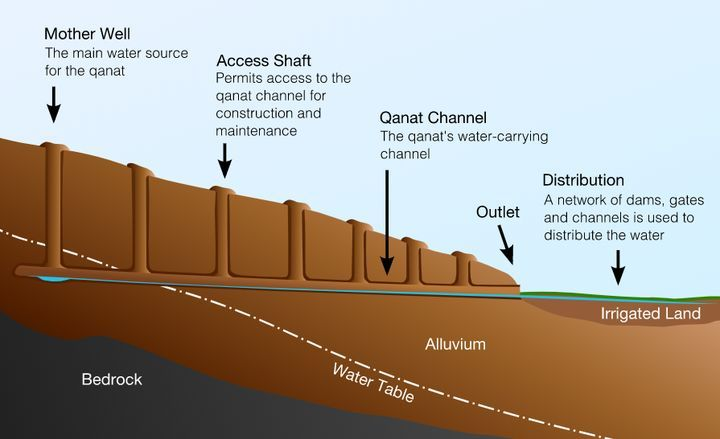 Mother Well
The main water source
for the qanat
Access Shaft
Permits access to the
qanat channel for
construction and
maintenance
Qanat Channel
The qanat's water-carrying
channel
Distribution
A network of dams, gates
and channels is used to
distribute the water
Outlet
Irrigated Land
Alluvium
Water Table
Bedrock